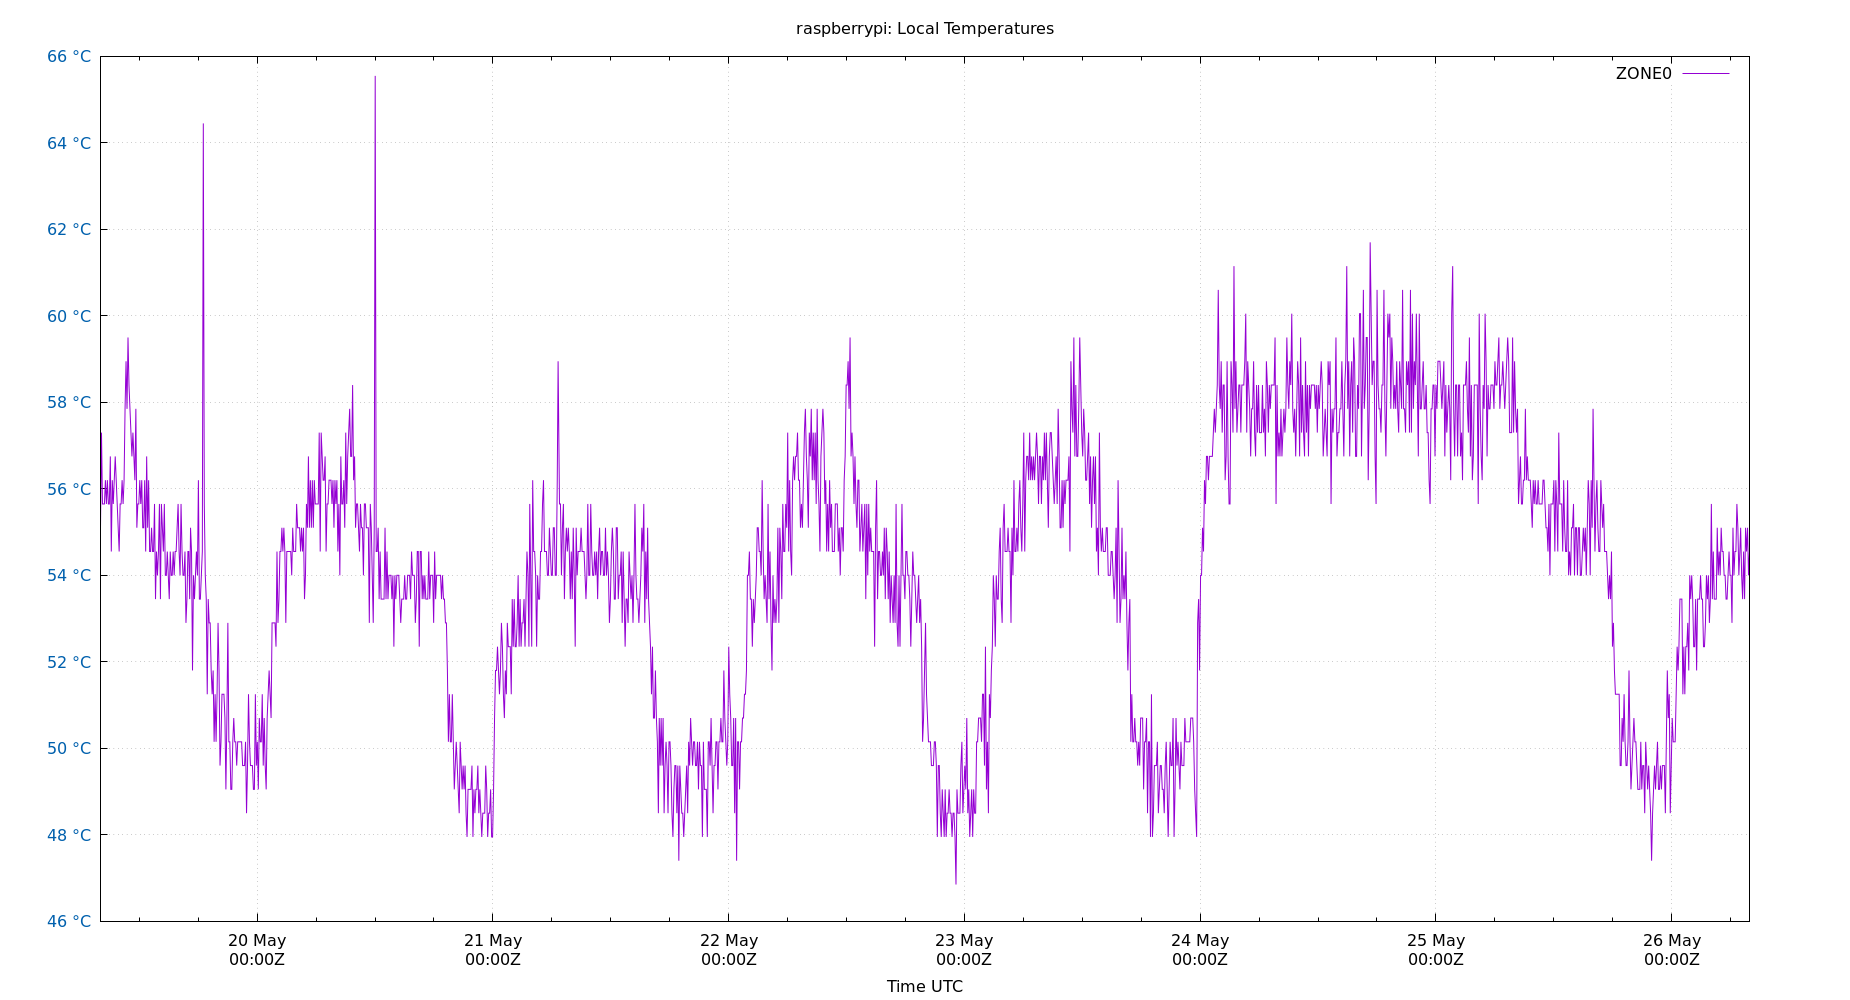 raspberrypi: Local Temperatures
66 °C
ZONE0
64 °C
62 °C
60 °C
58 °C
56 °C
54 °C
52 °C
50 °C
48 °C
46 °C
20 May 21 May 22 May 23 May 24 May 25 May 26 May
00:00Z 00:00Z 00:00Z 00:00Z 00:00Z 00:00Z 00:00Z
Time UTC